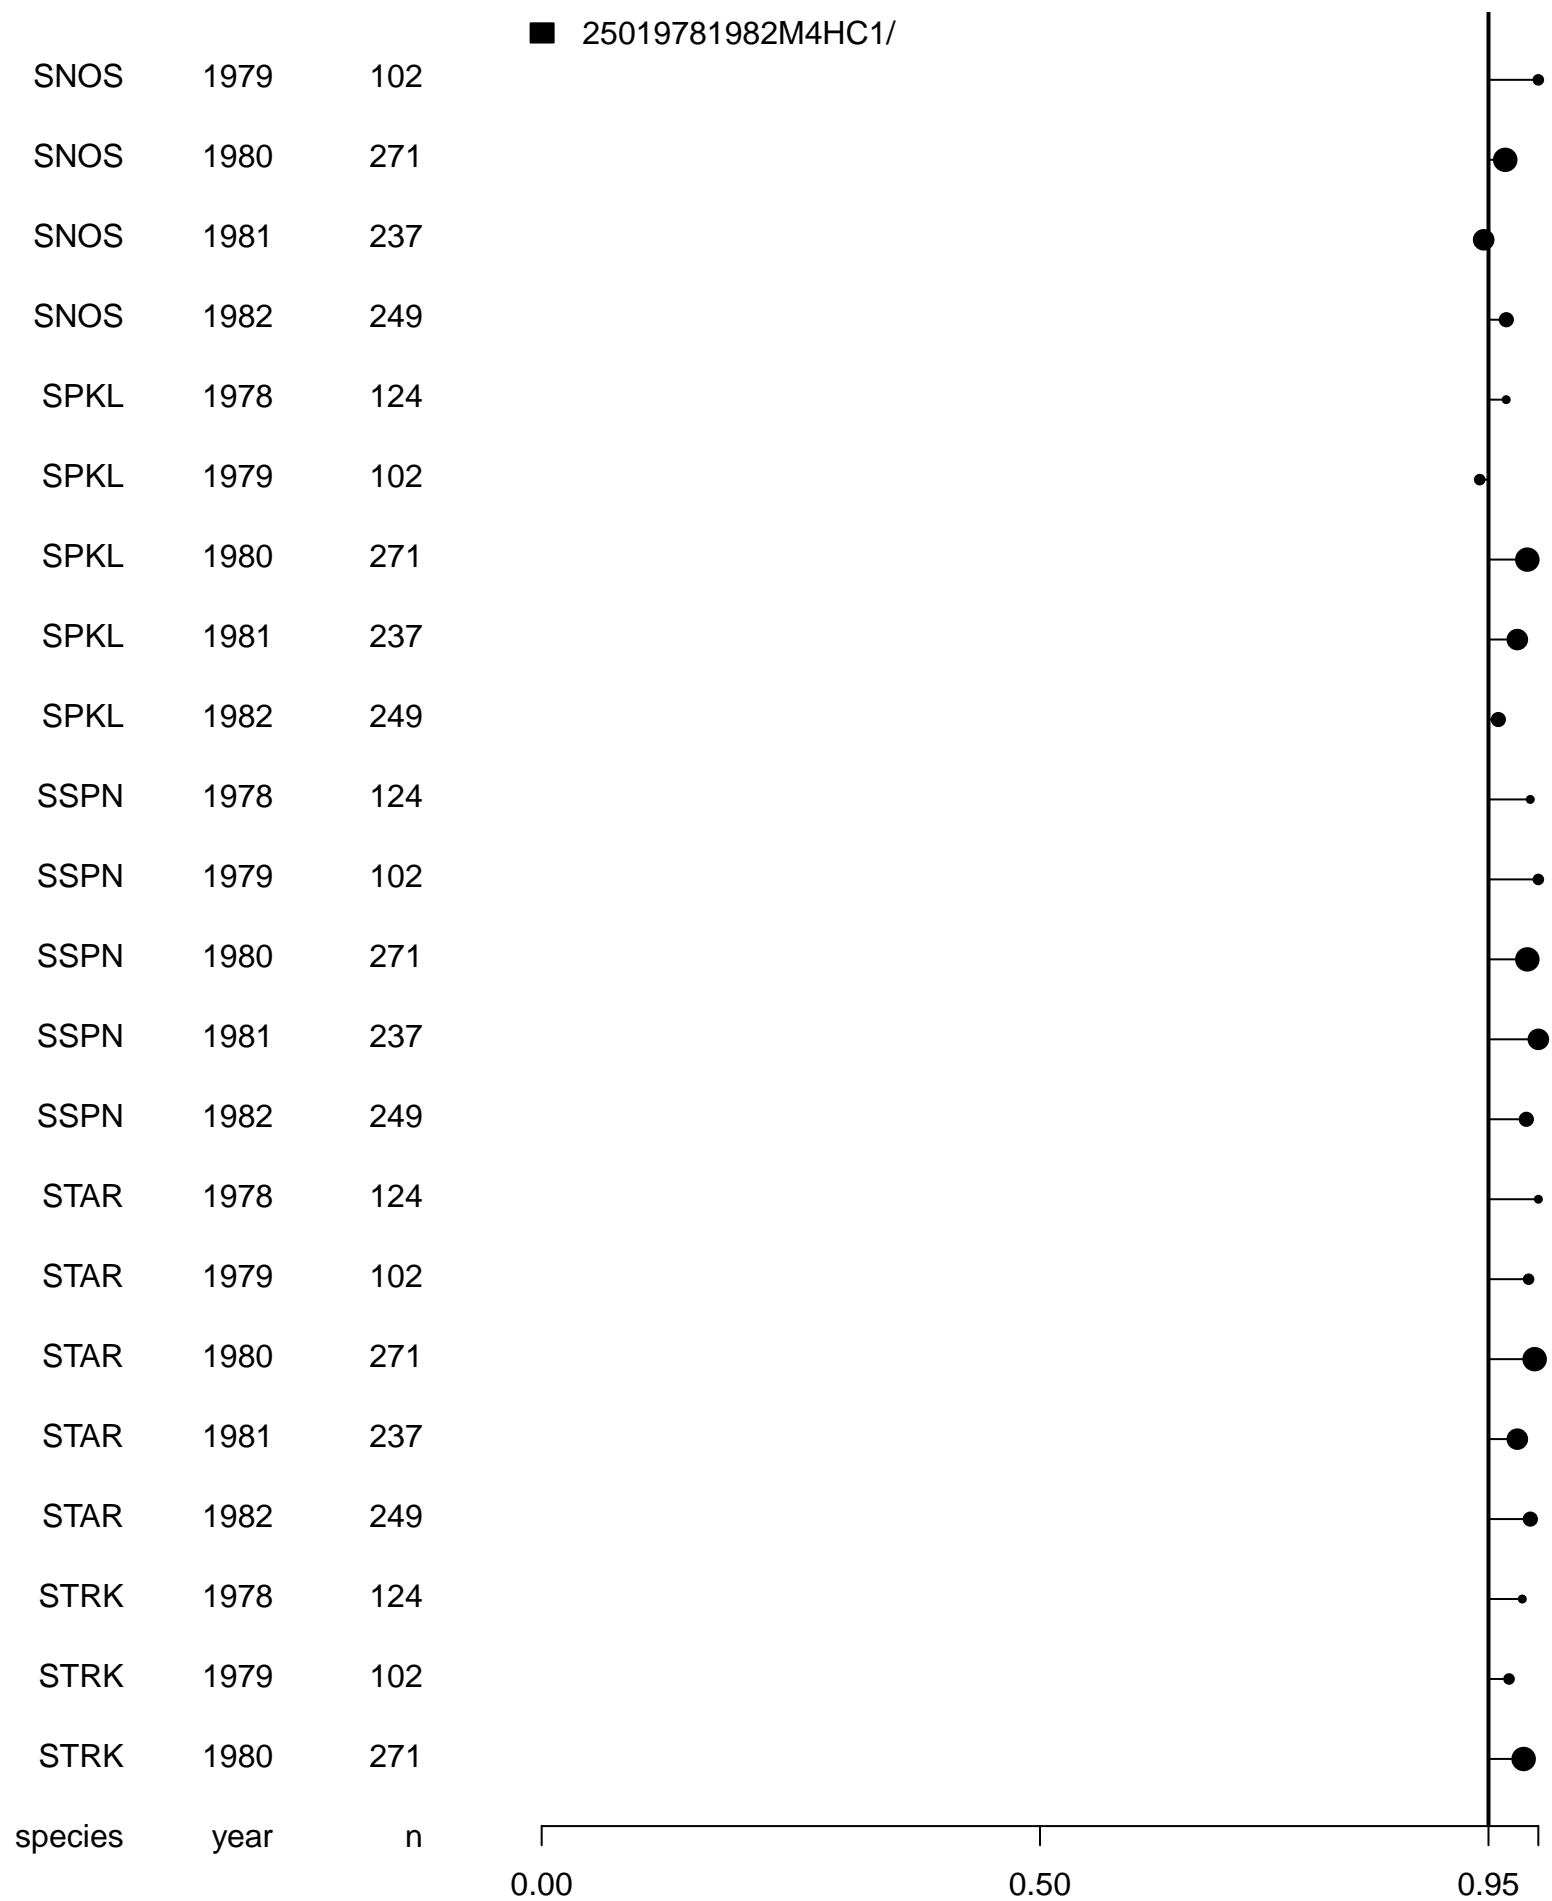 25019781982M4HC1/
SNOS 1979 102
SNOS 1980 271
SNOS 1981 237
SNOS 1982 249
SPKL 1978 124
SPKL 1979 102
SPKL 1980 271
SPKL 1981 237
SPKL 1982 249
SSPN 1978 124
SSPN 1979 102
SSPN 1980 271
SSPN 1981 237
SSPN 1982 249
STAR 1978 124
STAR 1979 102
STAR 1980 271
STAR 1981 237
STAR 1982 249
STRK 1978 124
STRK 1979 102
STRK 1980 271
species year n
0.00 0.50 0.95